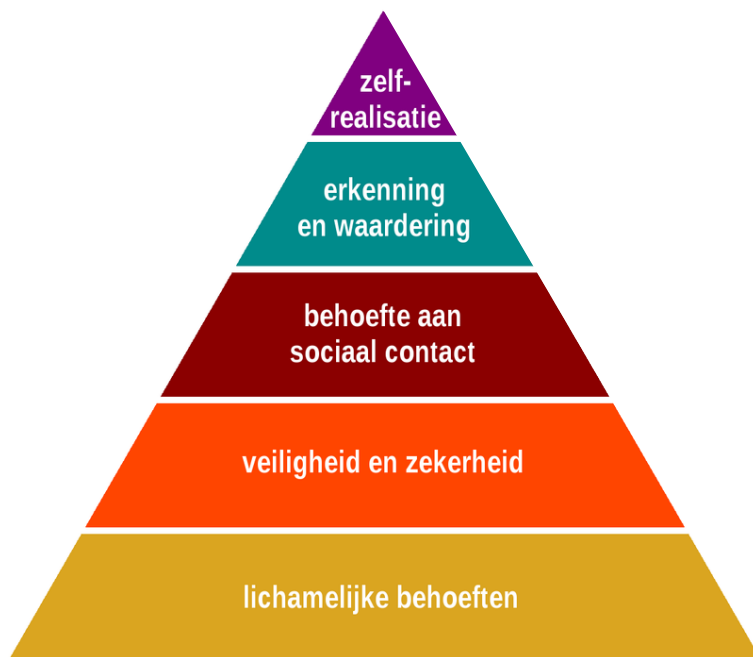 zelf-
realisatie
erkenning
en waardering
behoefte aan
sociaal contact
veiligheid en zekerheid
lichamelijke behoeften